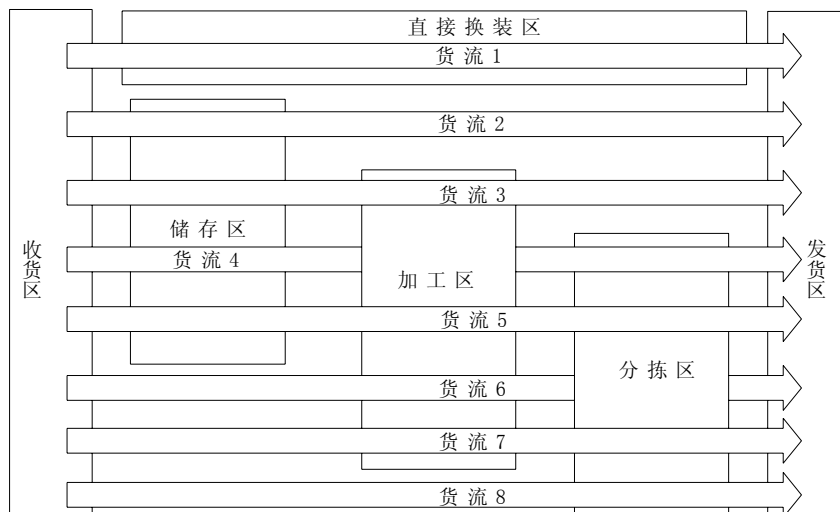 直接换装区
货流1
货流2
货流3
储存区
货流4
收货区
加工区
发货区
货流5
分拣区
货流6
货流7
货流8